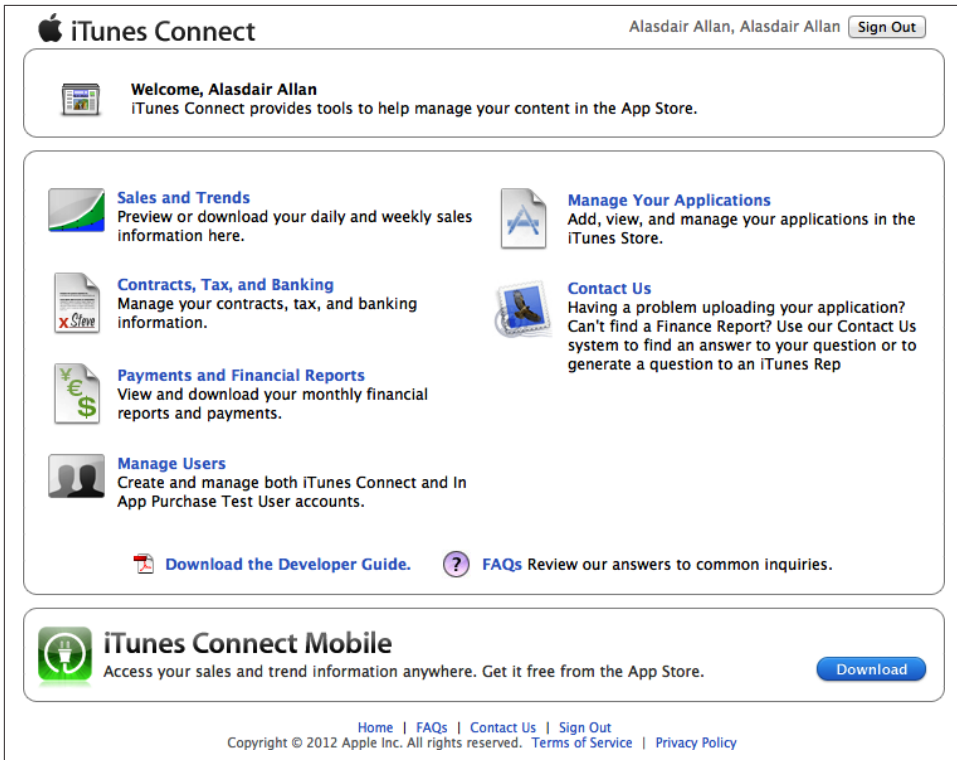 iTunes Connect
Alasdair Allan, Alasdair Allan Sign Out
Welcome, Alasdair Allan
iTunes Connect provides tools to help manage your content in the App Store.
Sales and Trends
Preview or download your daily and weekly sales
information here.
Contracts, Tax, and Banking
Manage your contracts, tax, and banking
information.
X Steve
Payments and Financial Reports
View and download your monthly financial
reports and payments.
¥
€
$
Manage Users
Create and manage both iTunes Connect and In
App Purchase Test User accounts.
Manage Your Applications
Add, view, and manage your applications in the
iTunes Store.
Contact Us
Having a problem uploading your application?
Can't find a Finance Report? Use our Contact Us
system to find an answer to your question or to
generate a question to an iTunes Rep
Download the Developer Guide.
? FAQs Review our answers to common inquiries.
iTunes Connect Mobile
Access your sales and trend information anywhere. Get it free from the App Store.
Download
Home | FAQs | Contact Us | Sign Out
Copyright © 2012 Apple Inc. All rights reserved. Terms of Service | Privacy Policy